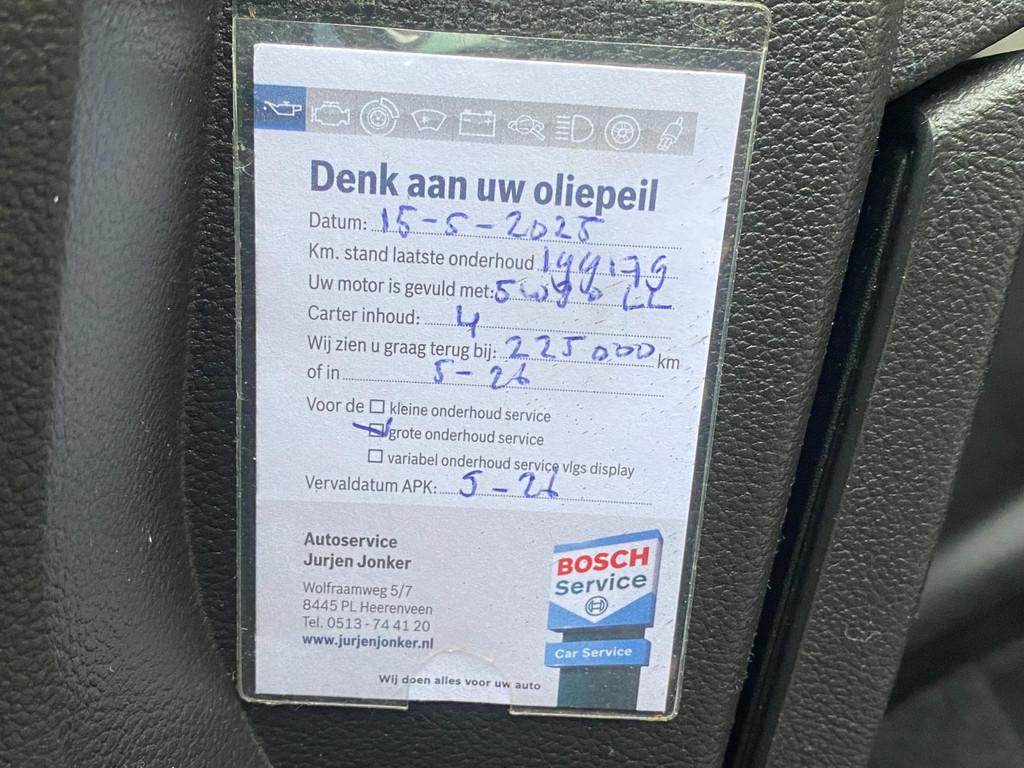 Denk aan uw oliepeil
Datum: 15-5-2025
Km. stand laatste onderhoud
Uw motor is gevuld met:
Carter inhoud: 4
Wij zien u graag terug bij: 225000 km
of in 5-26
Voor de ☐ kleine onderhoud service
☑ grote onderhoud service
☐ variabel onderhoud service vlgs display
Vervaldatum APK: 5-26
Autoservice
Jurjen Jonker
Wolfraamweg 5/7
8445 PL Heerenveen
Tel. 0513 - 74 41 20
www.jurjenjonker.nl
BOSCH
Service
Car Service
Wij doen alles voor uw auto